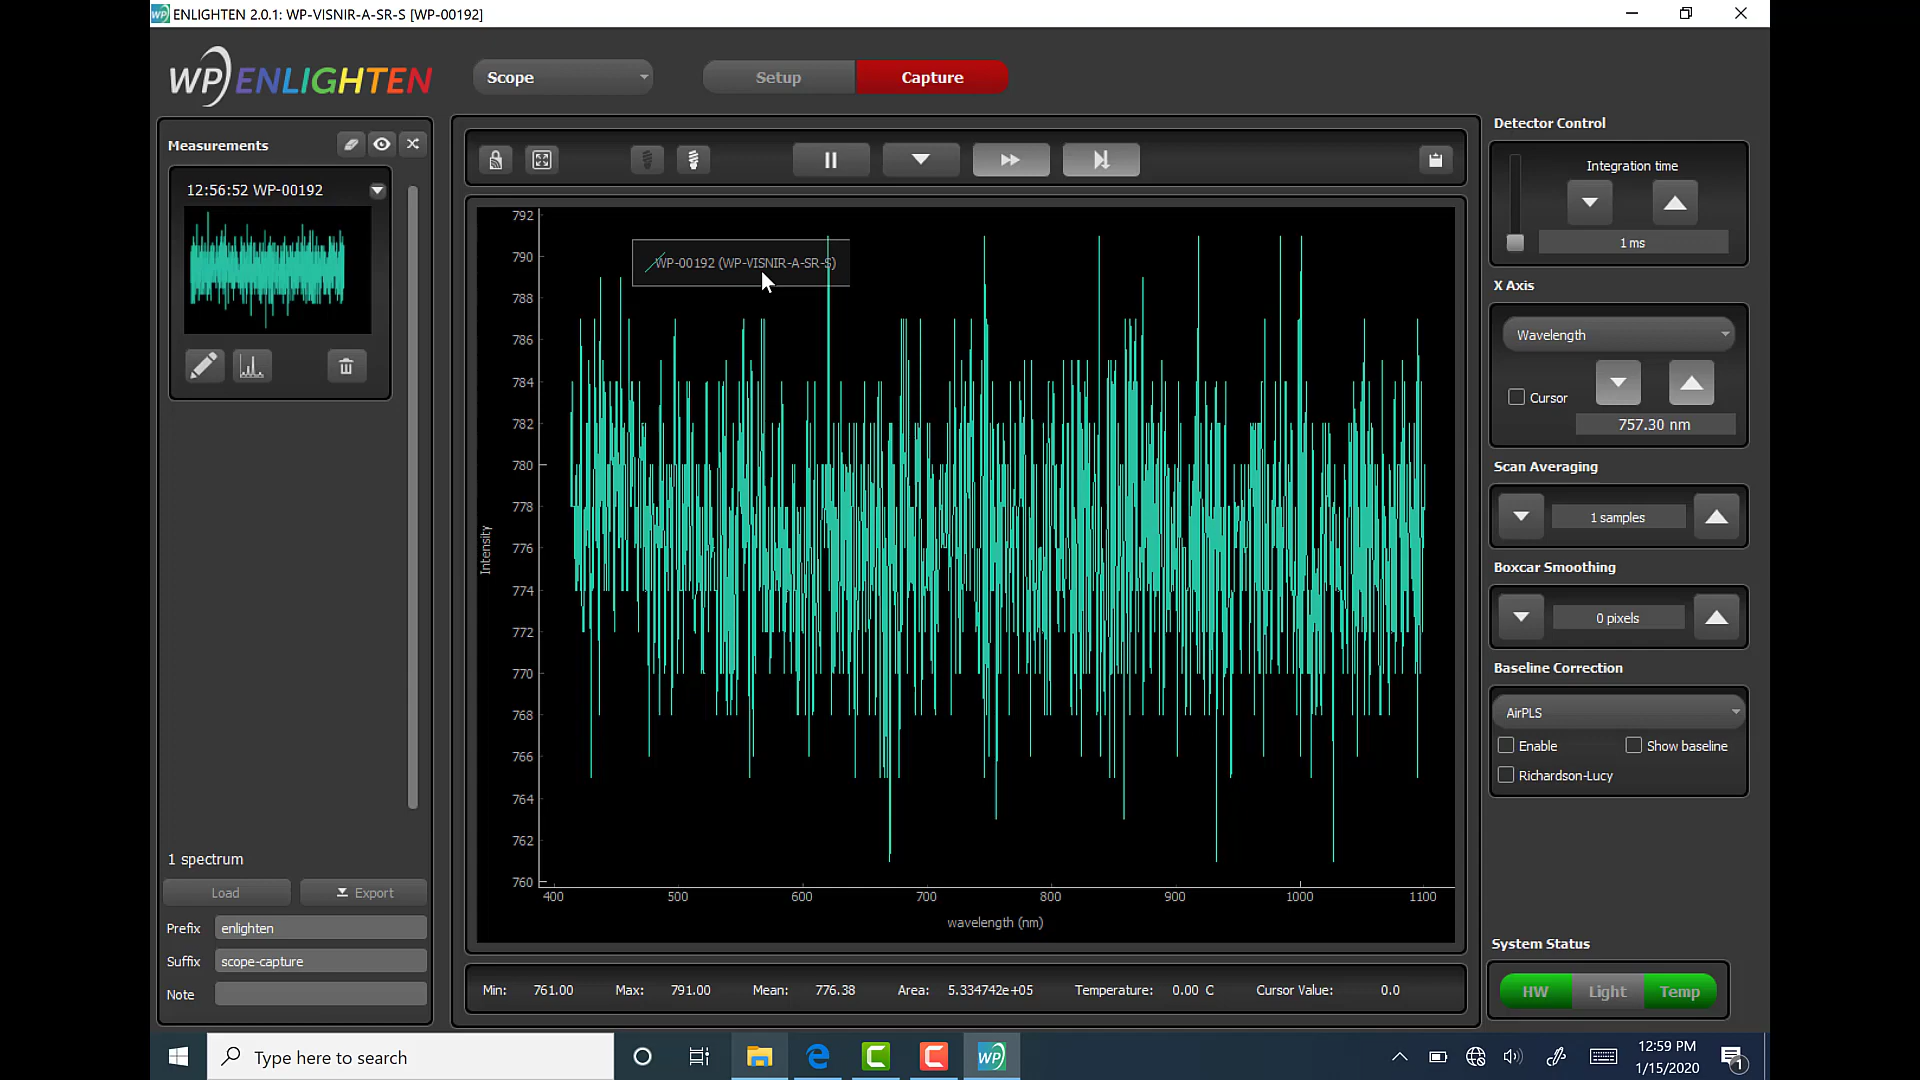 ENLIGHTEN 2.0.1: WP-VISNIR-A-SR-S [WP-00192]
WP ENLIGHTEN
Scope
Setup
Capture
Measurements
12:56:52 WP-00192
1 spectrum
Load
Export
Prefix
enlighten
Suffix
scope-capture
Note
792
790
788
786
784
782
780
778
776
774
772
770
768
766
764
762
760
Intensity
WP-00192 (WP-VISNIR-A-SR-S)
400 500 600 700 800 900 1000 1100
wavelength (nm)
Min: 761.00 Max: 791.00 Mean: 776.38 Area: 5.334742e+05 Temperature: 0.00 C Cursor Value: 0.0
Detector Control
Integration time
1 ms
X Axis
Wavelength
Cursor
757.30 nm
Scan Averaging
1 samples
Boxcar Smoothing
0 pixels
Baseline Correction
AirPLS
Enable
Show baseline
Richardson-Lucy
System Status
HW Light Temp
WP
Type here to search
C
C
WP
12:59 PM
1/15/2020
1